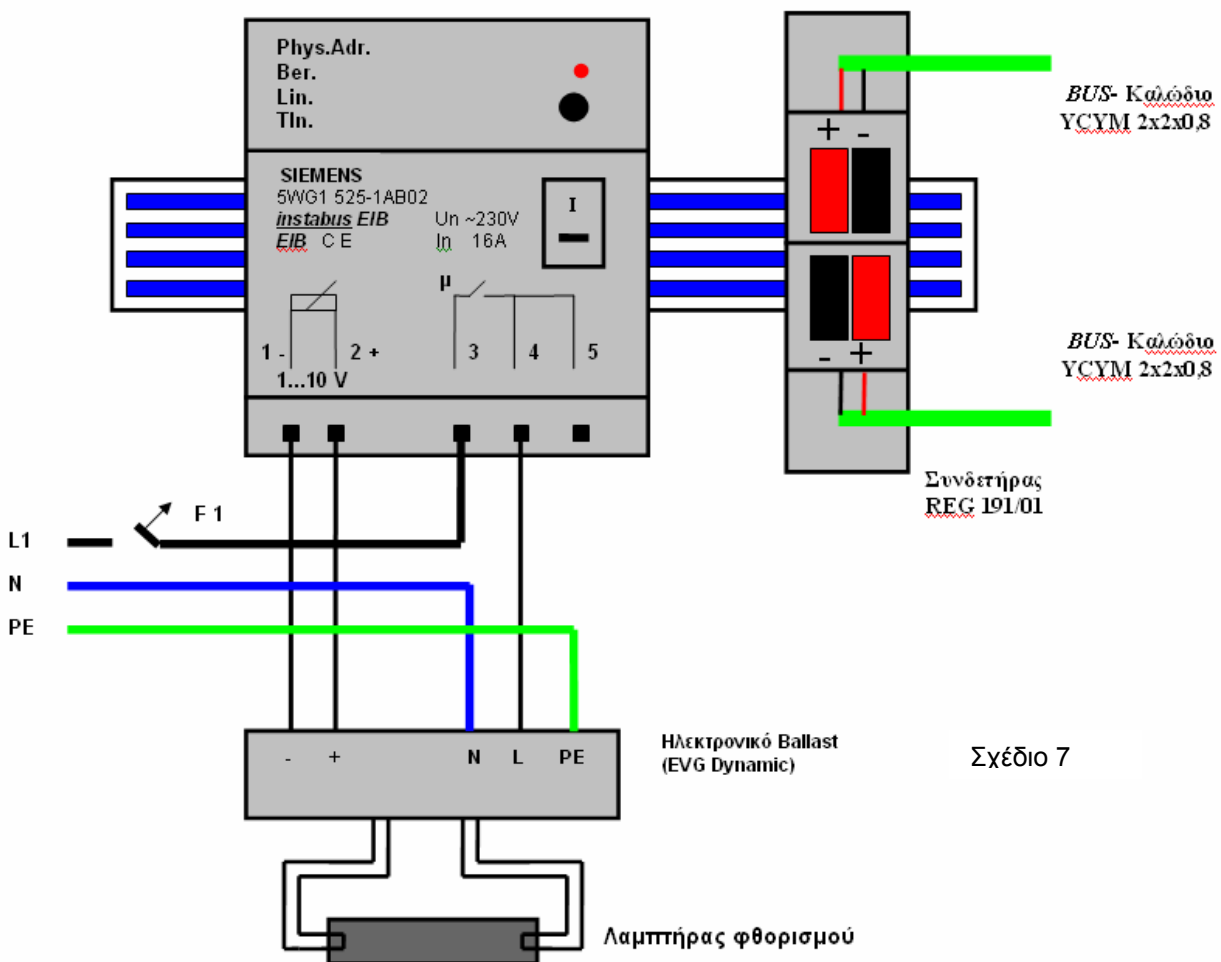 Phys.Adr.
Ber.
Lin.
Tln.
SIEMENS
5WG1 525-1AB02
instabus EIB
Un ~230V
EIB C E
In 16A
I
μ
1 -
2 +
3
4
5
1...10 V
+ -
- +
BUS- Καλώδιο
YCYM 2x2x0,8
BUS- Καλώδιο
YCYM 2x2x0,8
Συνδετήρας
REG 191/01
F 1
L1
N
PE
- + N L PE
Ηλεκτρονικό Ballast
(EVG Dynamic)
Σχέδιο 7
Λαμπτήρας φθορισμού